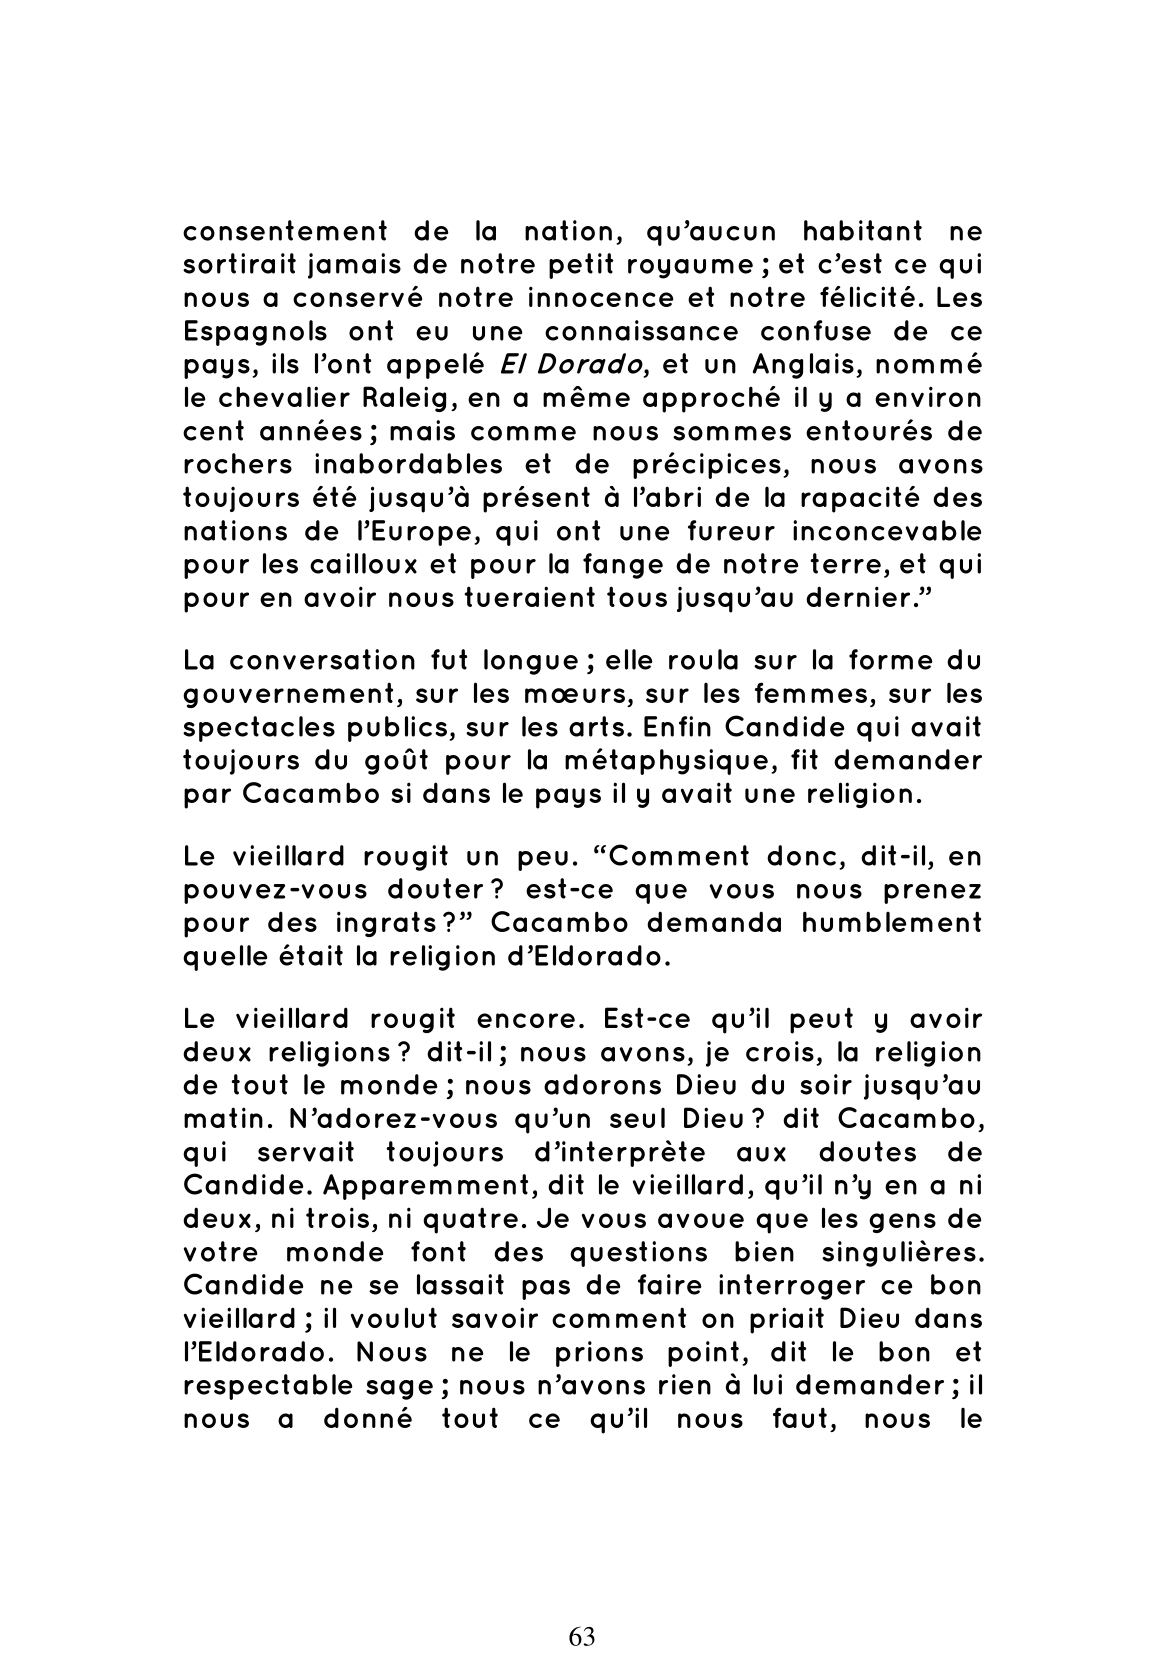 consentement de la nation, qu’aucun habitant ne
sortirait jamais de notre petit royaume ; et c’est ce qui
nous a conservé notre innocence et notre félicité. Les
Espagnols ont eu une connaissance confuse de ce
pays, ils l’ont appelé El Dorado, et un Anglais, nommé
le chevalier Raleig, en a même approché il y a environ
cent années ; mais comme nous sommes entourés de
rochers inabordables et de précipices, nous avons
toujours été jusqu’à présent à l’abri de la rapacité des
nations de l’Europe, qui ont une fureur inconcevable
pour les cailloux et pour la fange de notre terre, et qui
pour en avoir nous tueraient tous jusqu’au dernier.”
La conversation fut longue ; elle roula sur la forme du
gouvernement, sur les mœurs, sur les femmes, sur les
spectacles publics, sur les arts. Enfin Candide qui avait
toujours du goût pour la métaphysique, fit demander
par Cacambo si dans le pays il y avait une religion.
Le vieillard rougit un peu. “Comment donc, dit-il, en
pouvez-vous douter ? est-ce que vous nous prenez
pour des ingrats ?” Cacambo demanda humblement
quelle était la religion d’Eldorado.
Le vieillard rougit encore. Est-ce qu’il peut y avoir
deux religions ? dit-il ; nous avons, je crois, la religion
de tout le monde ; nous adorons Dieu du soir jusqu’au
matin. N’adorez-vous qu’un seul Dieu ? dit Cacambo,
qui servait toujours d’interprète aux doutes de
Candide. Apparemment, dit le vieillard, qu’il n’y en a ni
deux, ni trois, ni quatre. Je vous avoue que les gens de
votre monde font des questions bien singulières.
Candide ne se lassait pas de faire interroger ce bon
vieillard ; il voulut savoir comment on priait Dieu dans
l’Eldorado. Nous ne le prions point, dit le bon et
respectable sage ; nous n’avons rien à lui demander ; il
nous a donné tout ce qu’il nous faut, nous le
63